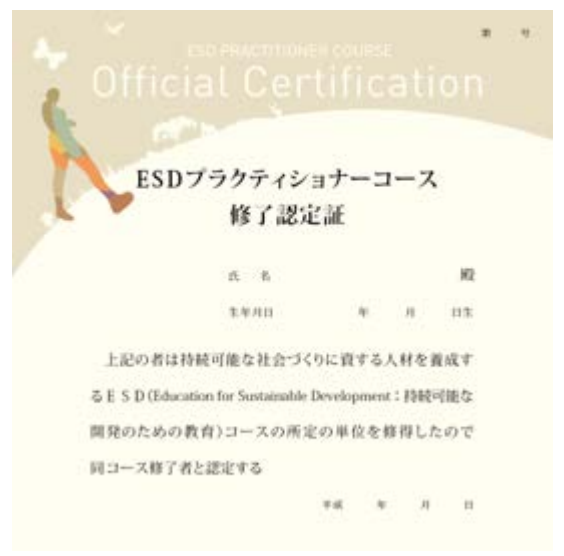 第 号
ESD PRACTITIONER COURSE
Official Certification
ESDプラクティショナーコース
修了認定証
氏 名 殿
生年月日 年 月 日生
上記の者は持続可能な社会づくりに資する人材を養成す
るESD(Education for Sustainable Development:持続可能な
開発のための教育)コースの所定の単位を修得したので
同コース修了者と認定する
平成 年 月 日